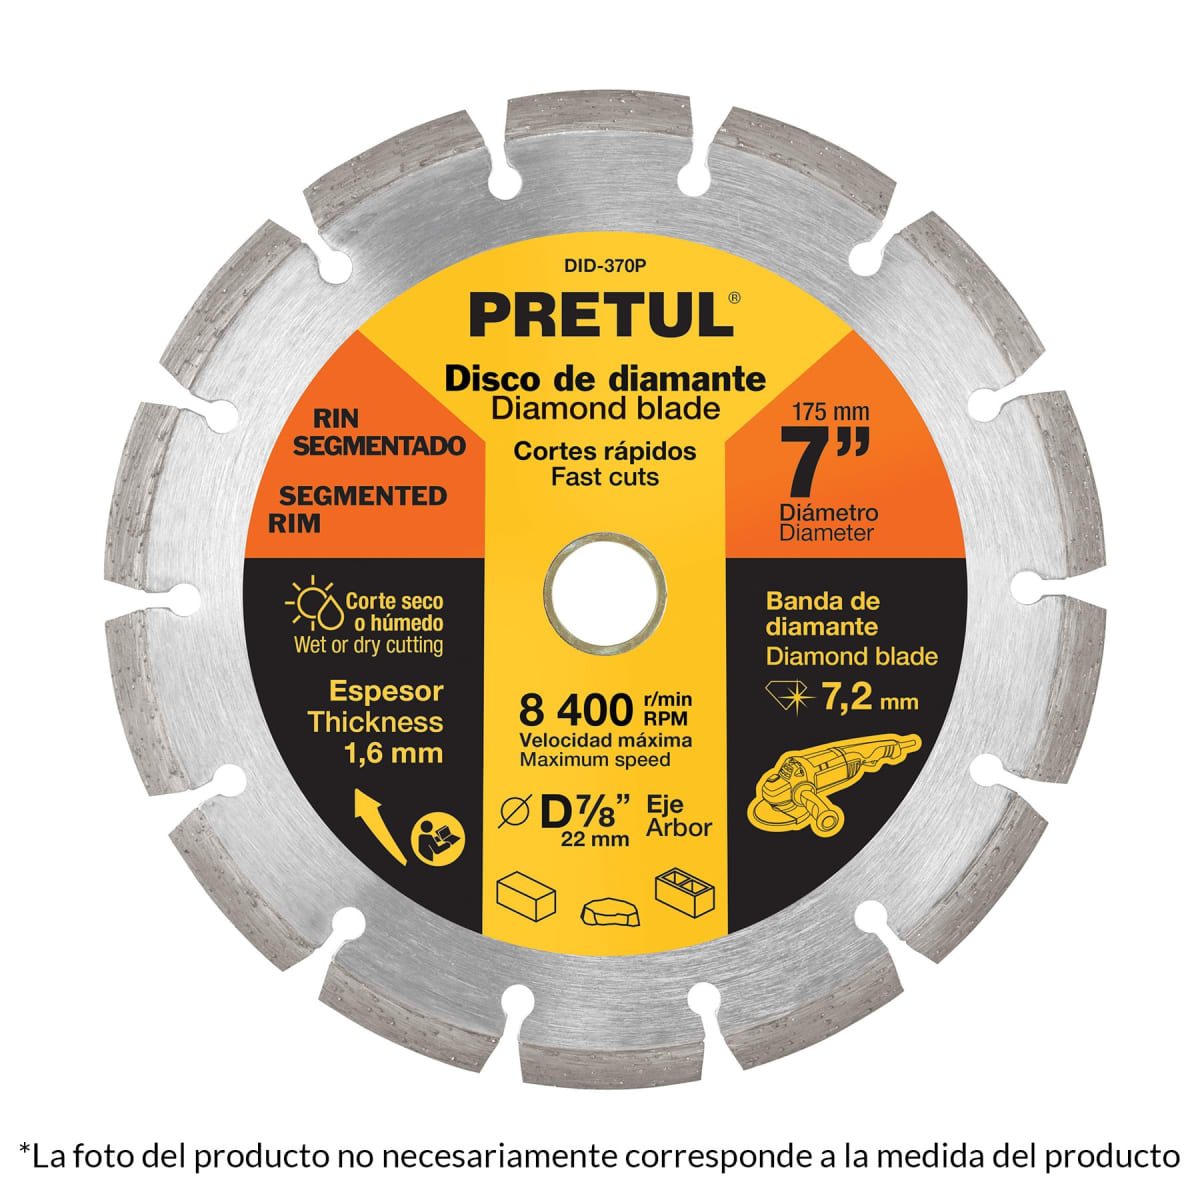 DID-370P
PRETUL®
Disco de diamante
Diamond blade
Cortes rápidos
Fast cuts
RIN
SEGMENTADO
SEGMENTED
RIM
175 mm
7”
Diámetro
Diameter
Corte seco
o húmedo
Wet or dry cutting
Espesor
Thickness
1,6 mm
Banda de
diamante
Diamond blade
7,2 mm
8 400 r/min
RPM
Velocidad máxima
Maximum speed
D 7/8” Eje
22 mm Arbor
*La foto del producto no necesariamente corresponde a la medida del producto